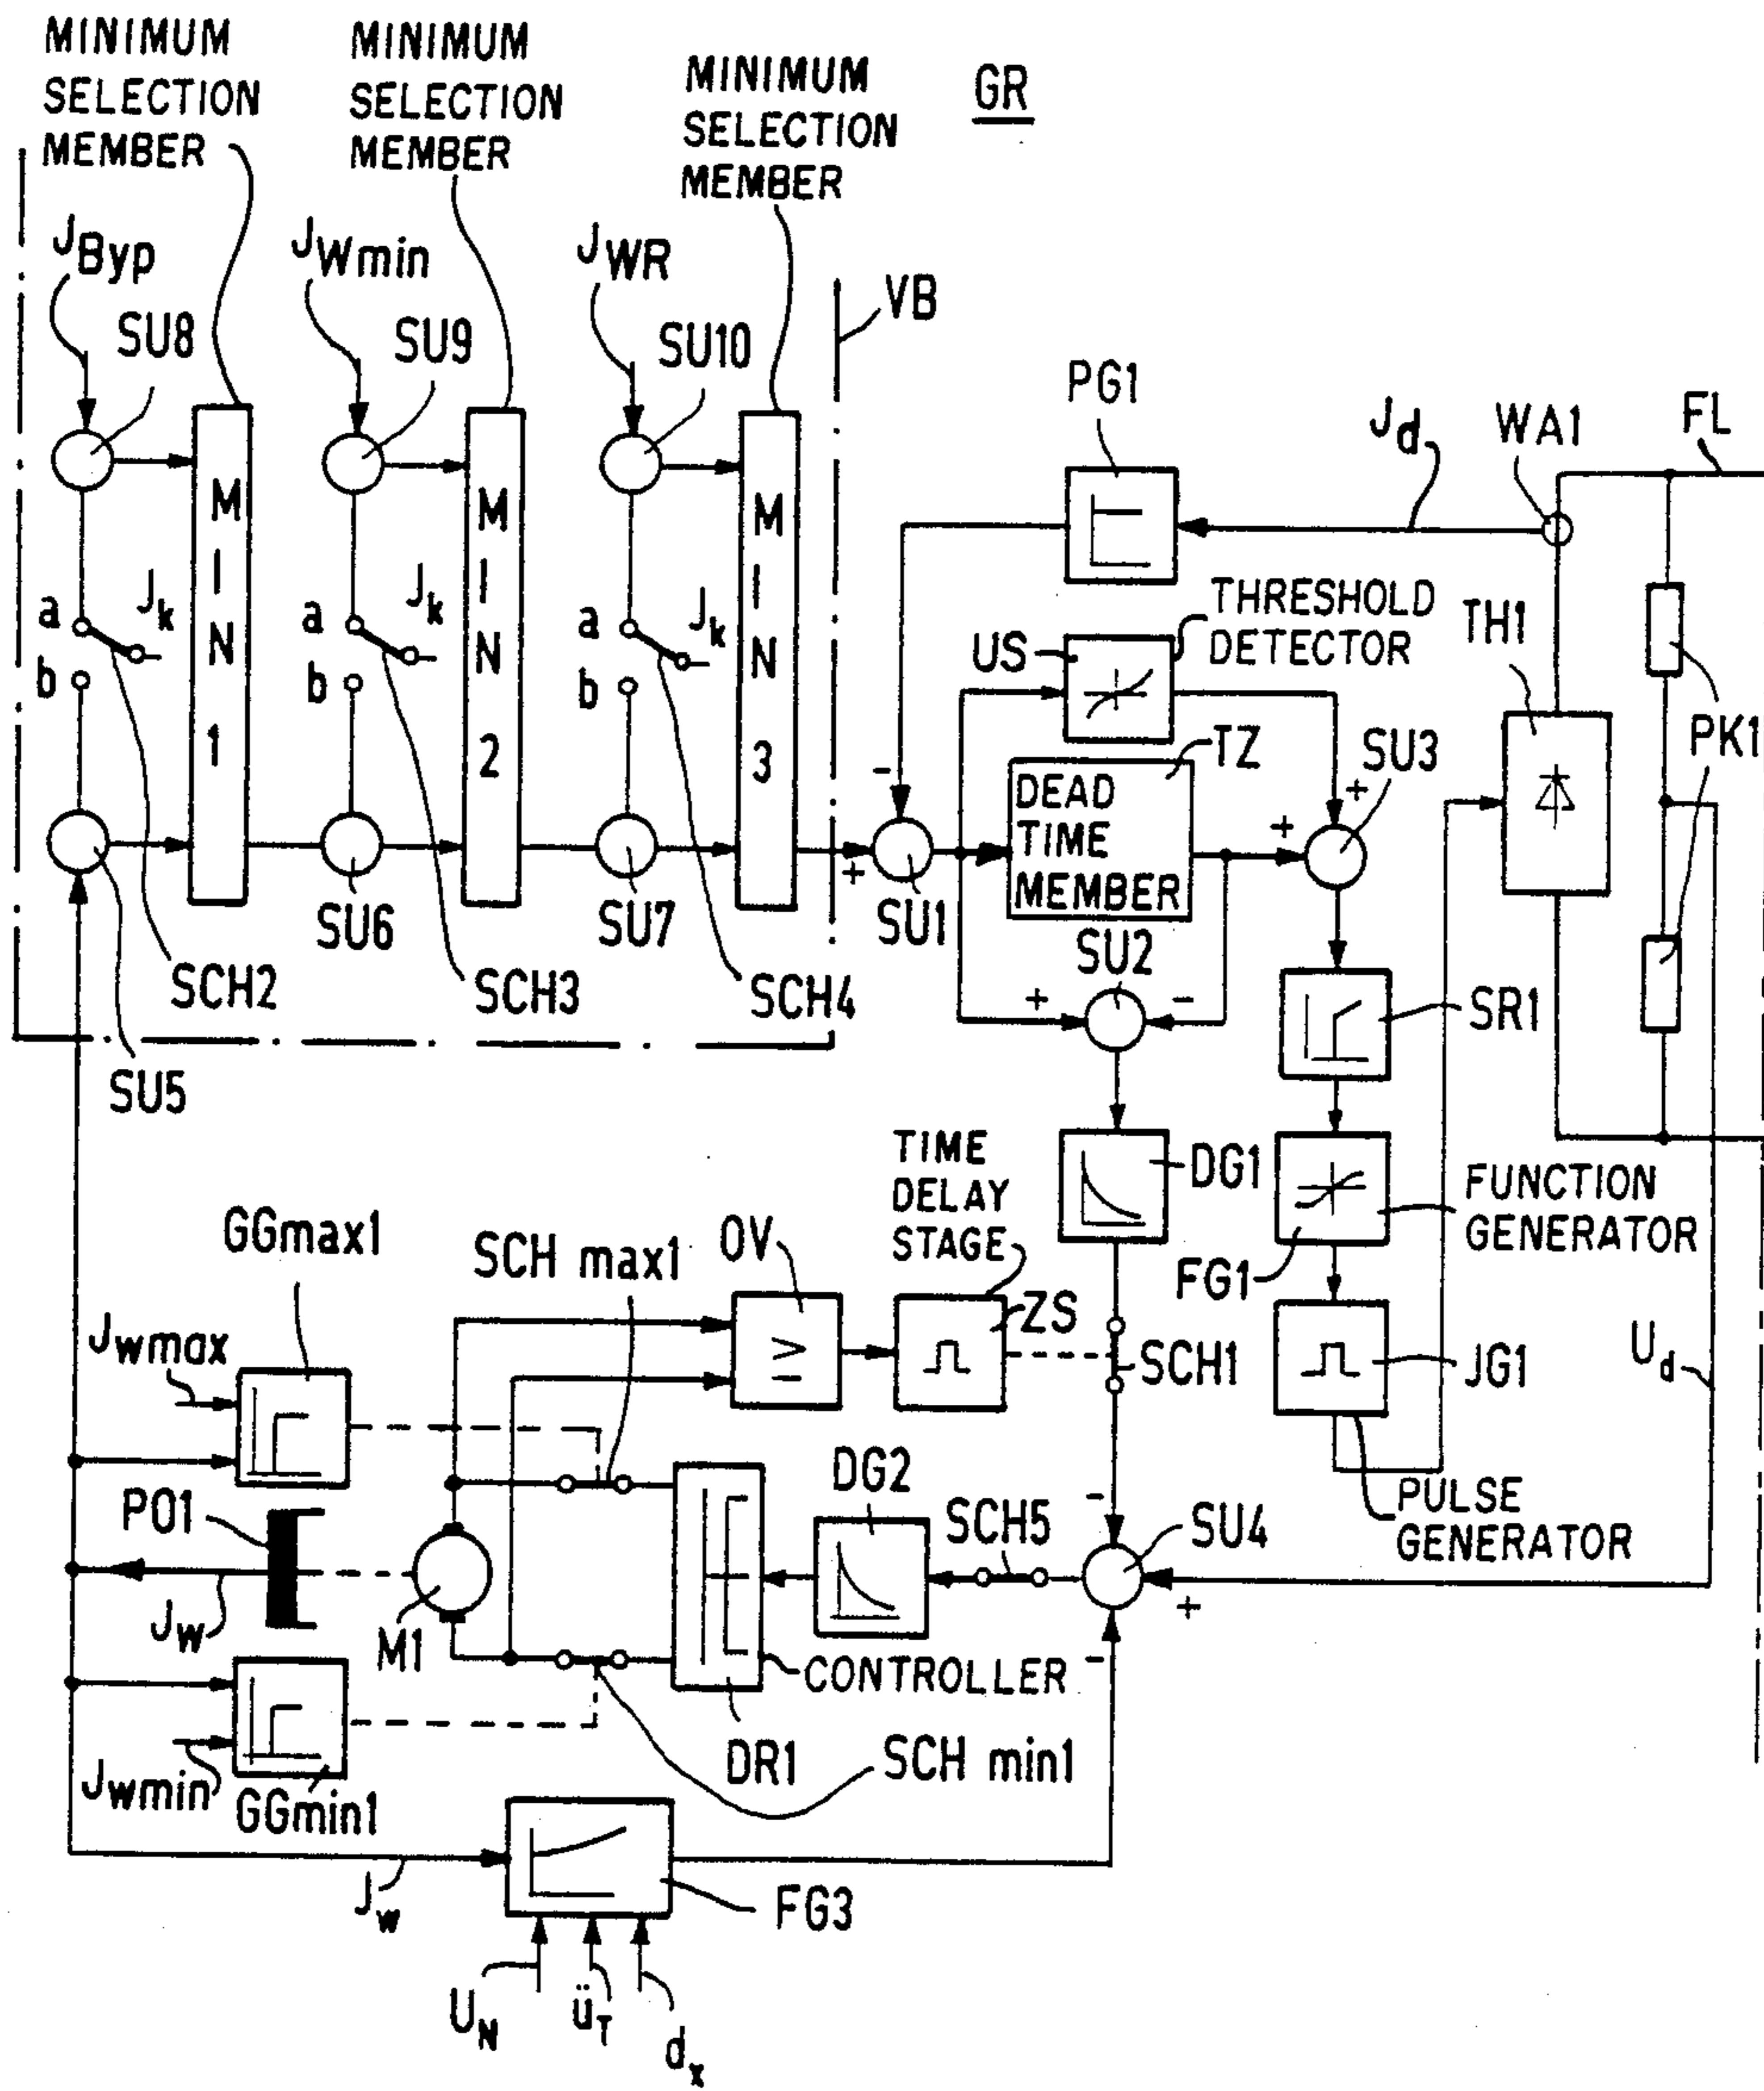 MINIMUM
SELECTION
MEMBER
MINIMUM
SELECTION
MEMBER
MINIMUM
SELECTION
MEMBER
GR
J_Byp
J_Wmin
J_WR
VB
SU8
SU9
SU10
PG1
J_d
WA1
FL
MIN1
MIN2
MIN3
a
J_k
b
a
J_k
b
a
J_k
b
US
THRESHOLD
DETECTOR
TH1
PK1
TZ
SU3
DEAD
TIME
MEMBER
-
+
+
+
SU6
SU7
SU1
SU2
SCH2
SCH3
SCH4
+
-
SR1
SU5
TIME
DELAY
STAGE
DG1
FUNCTION
GENERATOR
FG1
GGmax1
SCH max1
OV
≥
ZS
SCH1
JG1
U_d
J_wmax
PO1
DG2
SCH5
-
SU4
PULSE
GENERATOR
J_w
M1
+
-
CONTROLLER
J_wmin
GGmin1
DR1
SCH min1
J_w
FG3
U_N
ü_T
d_x